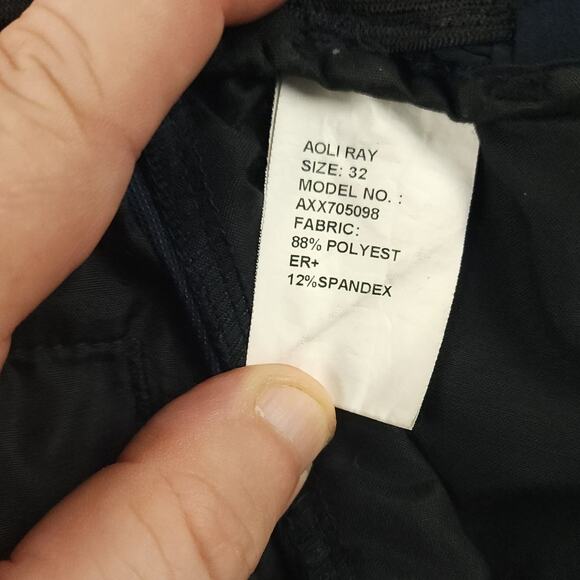 AOLI RAY
SIZE: 32
MODEL NO. :
AXX705098
FABRIC:
88% POLYEST
ER+
12%SPANDEX